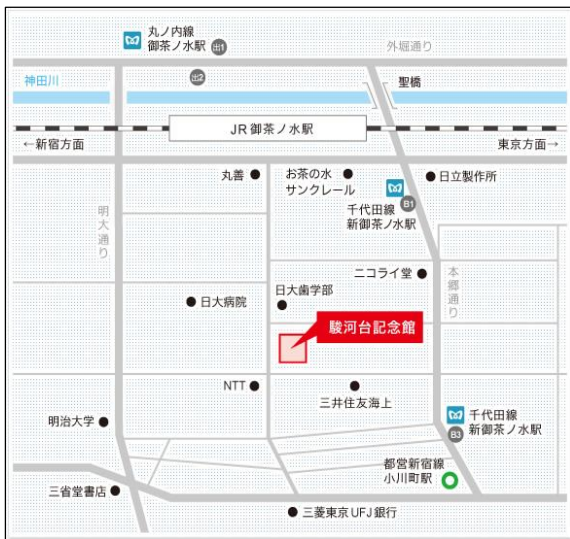 丸ノ内線
御茶ノ水駅 出1
外堀通り
神田川
出2
聖橋
JR御茶ノ水駅
←新宿方面
東京方面→
丸善
お茶の水
サンクレール
日立製作所
B1
千代田線
新御茶ノ水駅
明大通り
ニコライ堂
本郷通り
日大歯学部
日大病院
駿河台記念館
NTT
三井住友海上
明治大学
千代田線
B3 新御茶ノ水駅
都営新宿線
小川町駅
三省堂書店
三菱東京UFJ銀行